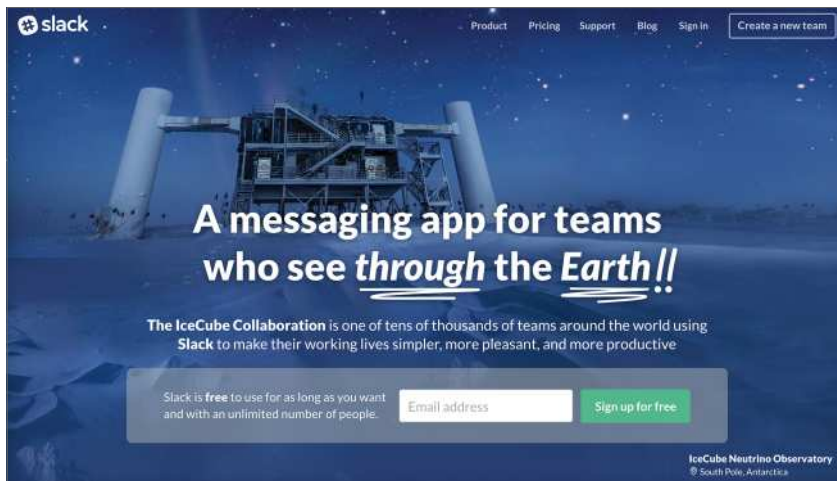 slack
Product Pricing Support Blog Sign in Create a new team
A messaging app for teams
who see through the Earth!!
The IceCube Collaboration is one of tens of thousands of teams around the world using
Slack to make their working lives simpler, more pleasant, and more productive
Slack is free to use for as long as you want
and with an unlimited number of people.
Email address
Sign up for free
IceCube Neutrino Observatory
South Pole, Antarctica